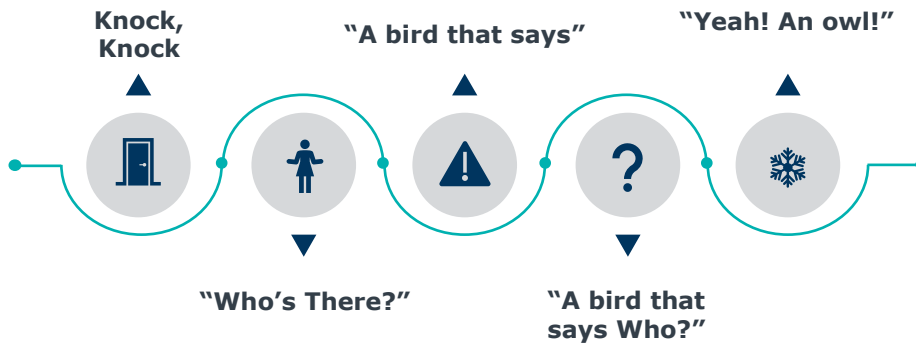 Knock,
Knock
“Who’s There?”
“A bird that says”
“A bird that
says Who?”
“Yeah! An owl!”